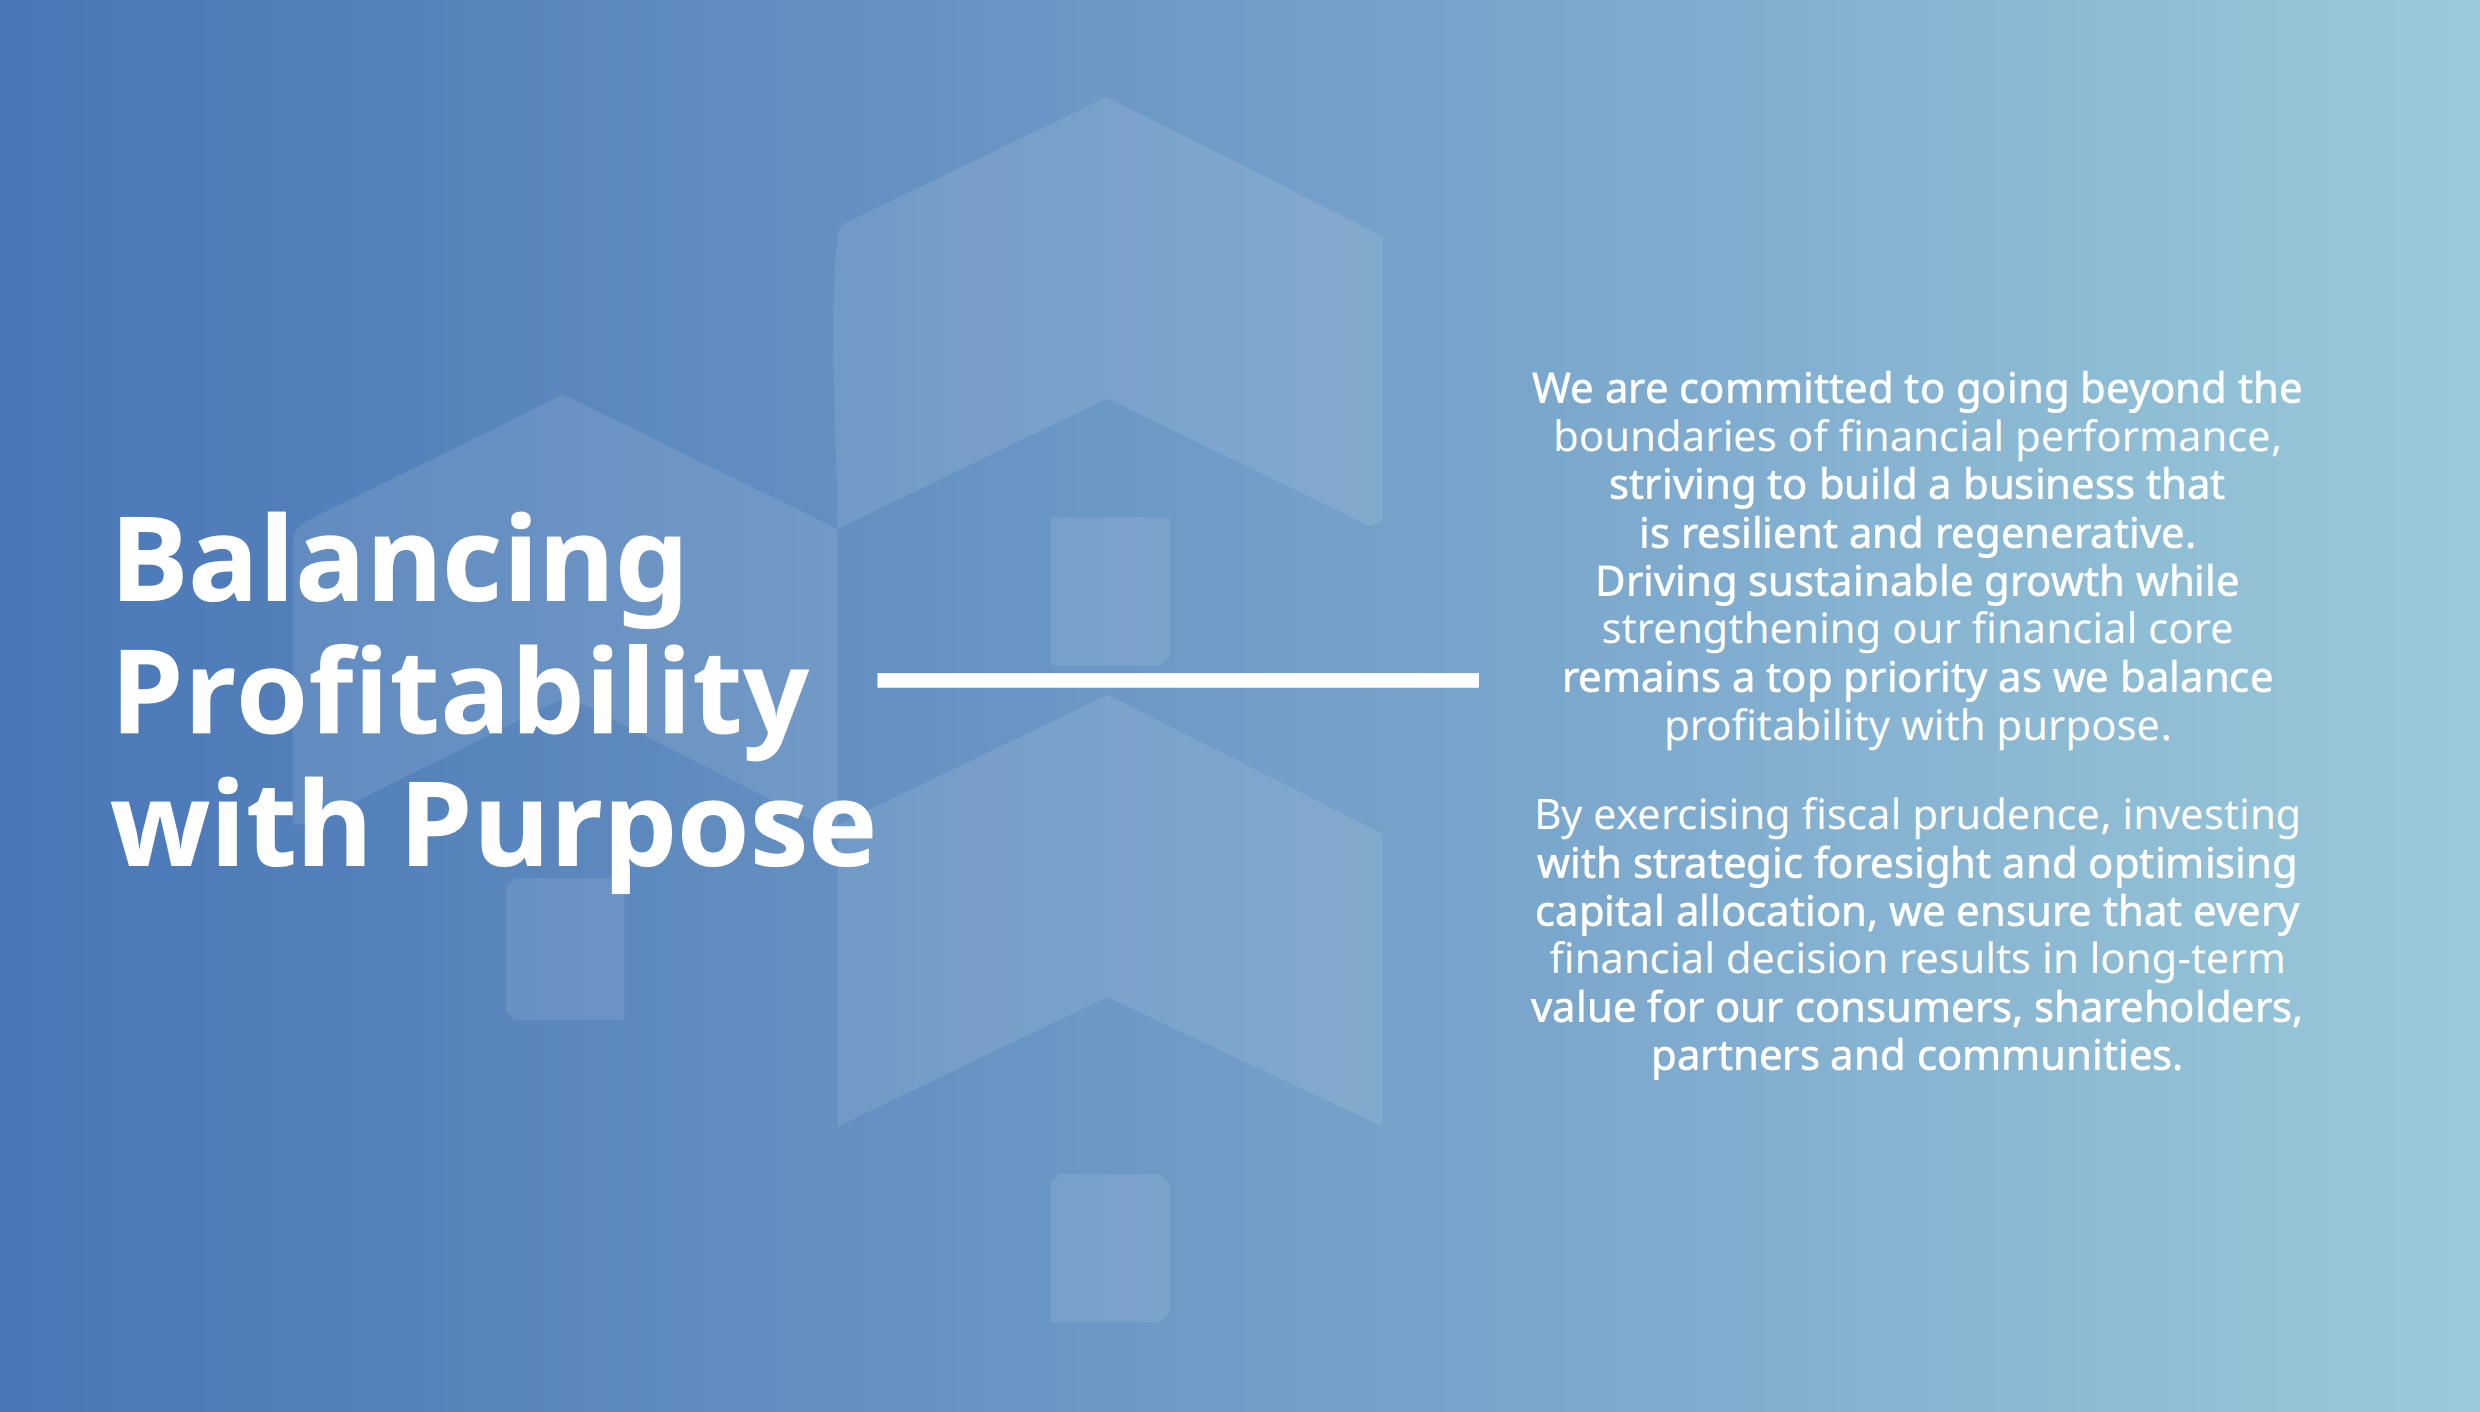 Balancing
Profitability
with Purpose
We are committed to going beyond the
boundaries of financial performance,
striving to build a business that
is resilient and regenerative.
Driving sustainable growth while
strengthening our financial core
remains a top priority as we balance
profitability with purpose.
By exercising fiscal prudence, investing
with strategic foresight and optimising
capital allocation, we ensure that every
financial decision results in long-term
value for our consumers, shareholders,
partners and communities.